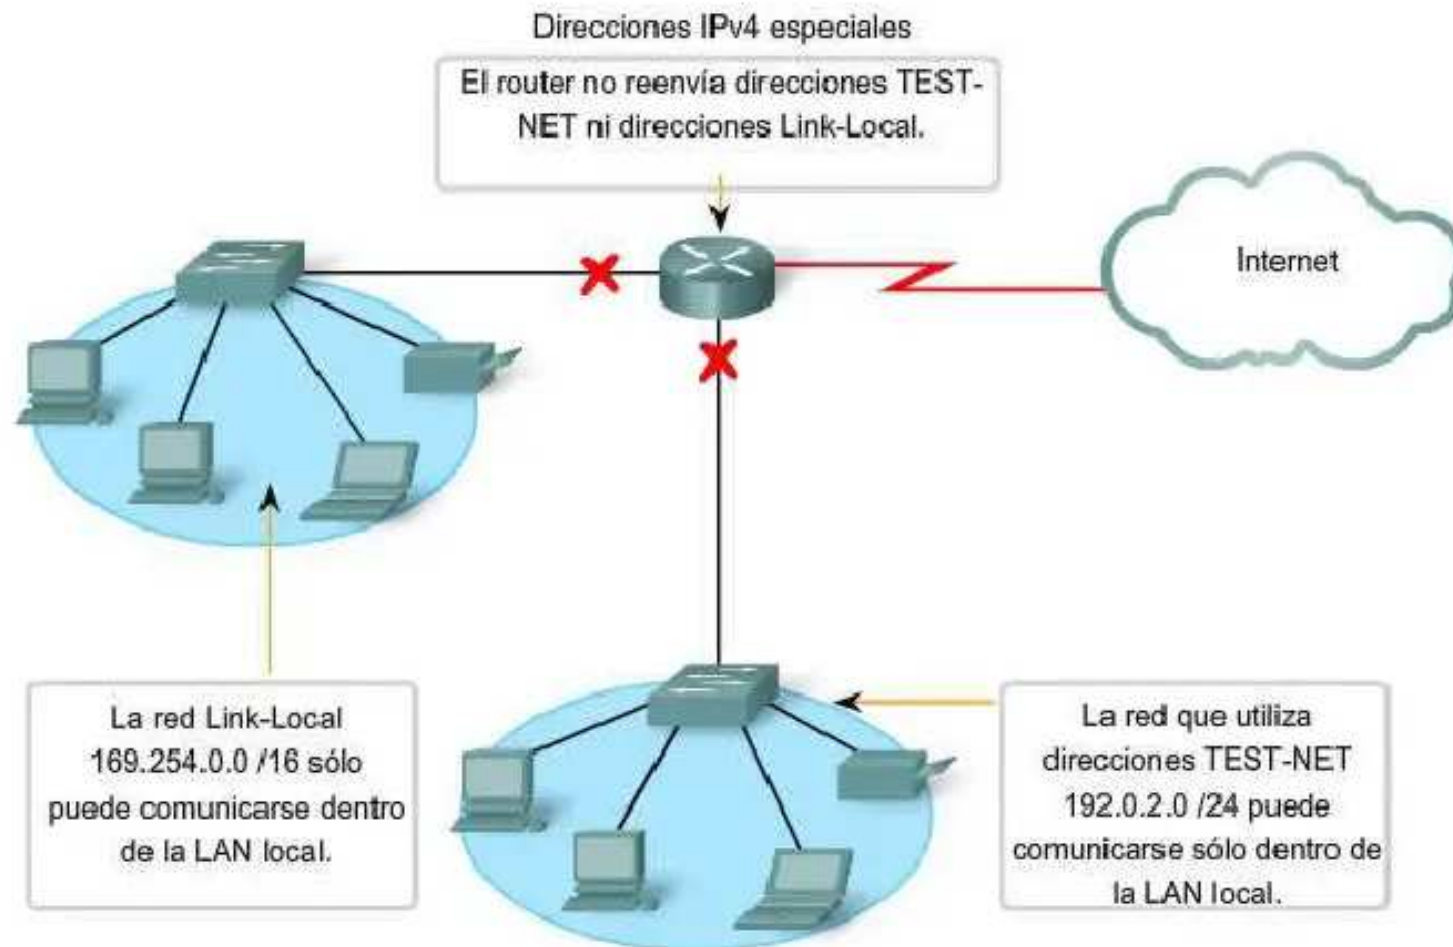 Direcciones IPv4 especiales
El router no reenvía direcciones TEST-
NET ni direcciones Link-Local.
Internet
La red Link-Local
169.254.0.0 /16 sólo
puede comunicarse dentro
de la LAN local.
La red que utiliza
direcciones TEST-NET
192.0.2.0 /24 puede
comunicarse sólo dentro de
la LAN local.